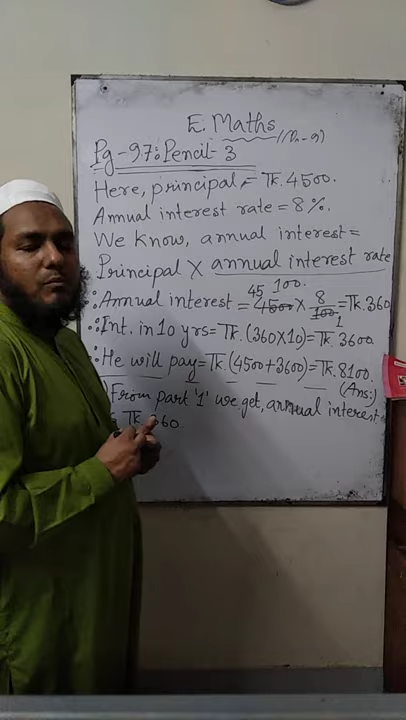 E. Maths
Pg-97: Pencil-3
Here, principal = Tk. 4500.
Annual interest rate = 8%.
We know, annual interest =
Principal X annual interest rate
100.
∴ Annual interest = 4500 X 8/100 = Tk. 360
45 1
∴ Int. in 10 yrs = Tk. (360X10) = Tk. 3600
∴ He will pay = Tk. (4500+3600) = Tk. 8100.
(Ans:)
From part '1' we get, annual interest
= Tk. 360.